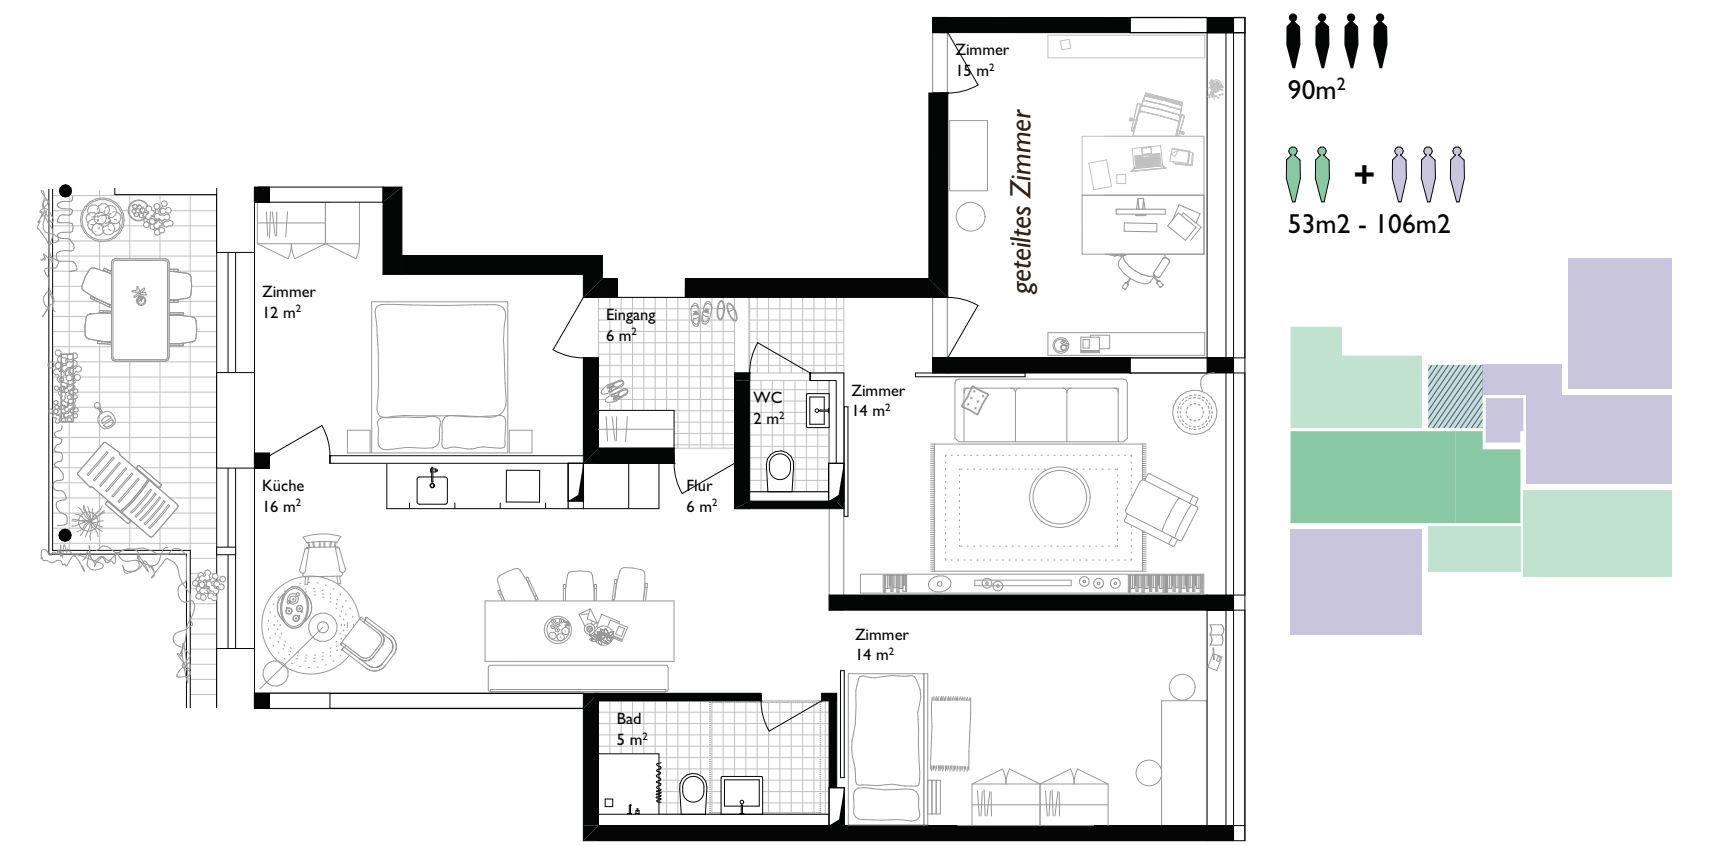 Zimmer
15 m²
geteiltes Zimmer
90m²
+
53m2 - 106m2
Zimmer
12 m²
Eingang
6 m²
WC
2 m²
Zimmer
14 m²
Küche
16 m²
Flur
6 m²
Zimmer
14 m²
Bad
5 m²